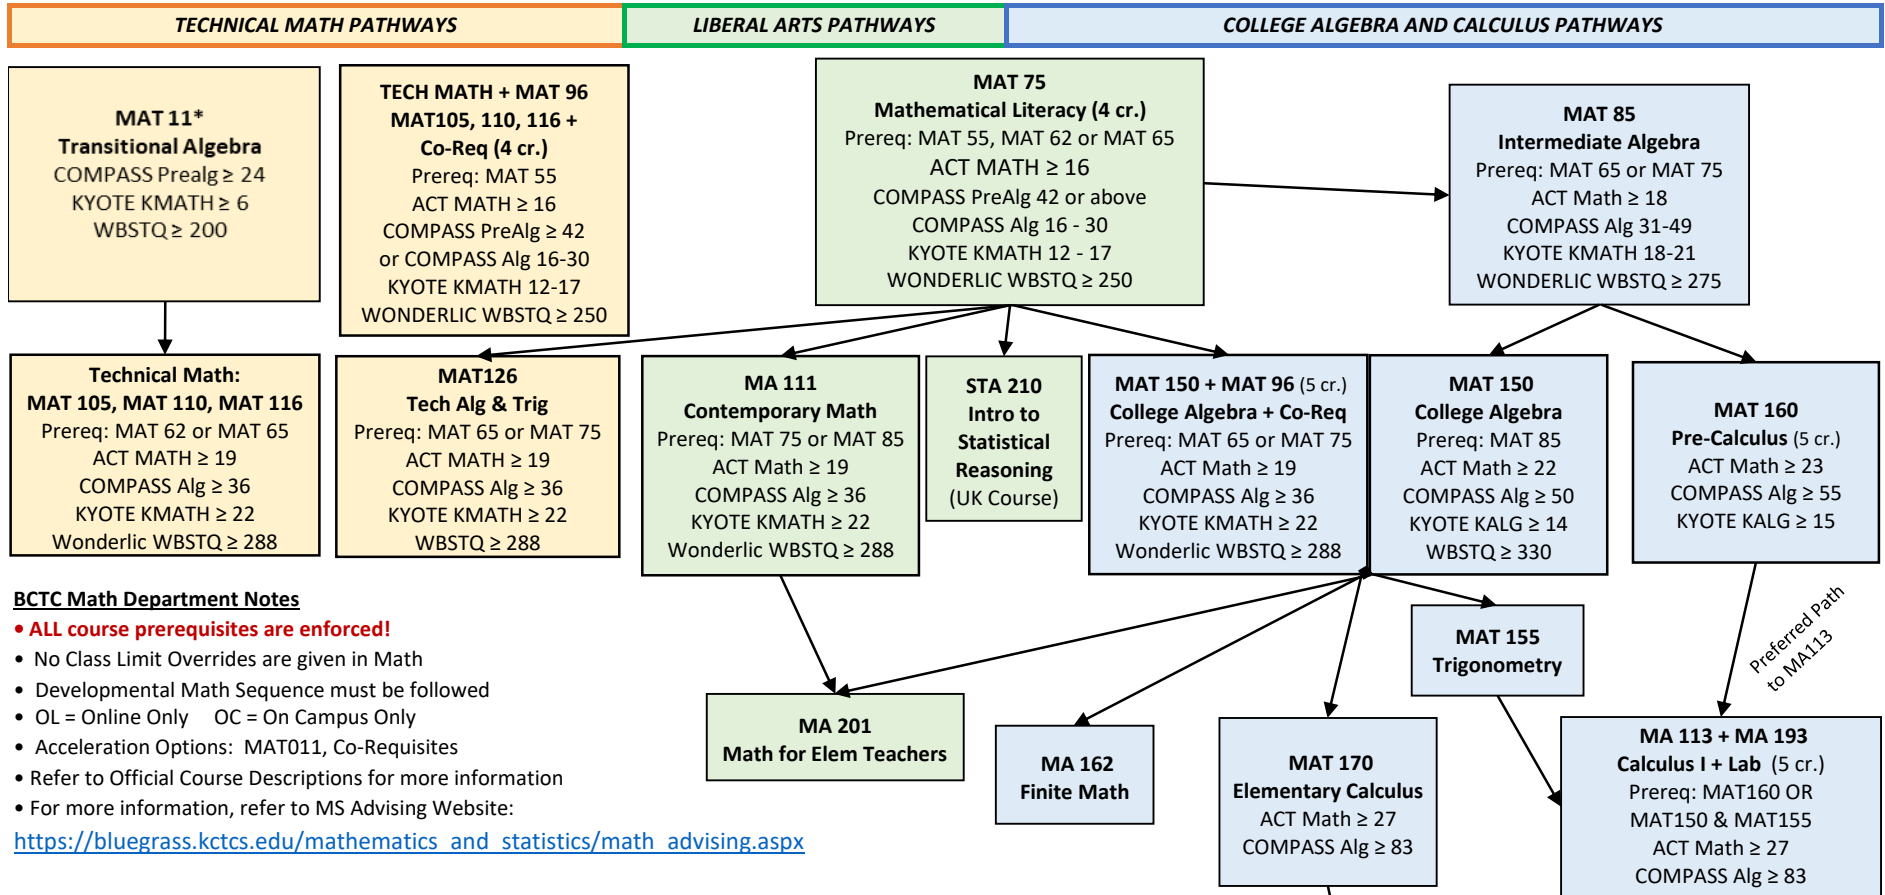 TECHNICAL MATH PATHWAYS
LIBERAL ARTS PATHWAYS
COLLEGE ALGEBRA AND CALCULUS PATHWAYS
MAT 11*
Transitional Algebra
COMPASS Prealg ≥ 24
KYOTE KMATH ≥ 6
WBSTQ ≥ 200
TECH MATH + MAT 96
MAT105, 110, 116 +
Co-Req (4 cr.)
Prereq: MAT 55
ACT MATH ≥ 16
COMPASS PreAlg ≥ 42
or COMPASS Alg 16-30
KYOTE KMATH 12-17
WONDERLIC WBSTQ ≥ 250
MAT 75
Mathematical Literacy (4 cr.)
Prereq: MAT 55, MAT 62 or MAT 65
ACT MATH ≥ 16
COMPASS PreAlg 42 or above
COMPASS Alg 16 - 30
KYOTE KMATH 12 - 17
WONDERLIC WBSTQ ≥ 250
MAT 85
Intermediate Algebra
Prereq: MAT 65 or MAT 75
ACT Math ≥ 18
COMPASS Alg 31-49
KYOTE KMATH 18-21
WONDERLIC WBSTQ ≥ 275
Technical Math:
MAT 105, MAT 110, MAT 116
Prereq: MAT 62 or MAT 65
ACT MATH ≥ 19
COMPASS Alg ≥ 36
KYOTE KMATH ≥ 22
Wonderlic WBSTQ ≥ 288
MAT126
Tech Alg & Trig
Prereq: MAT 65 or MAT 75
ACT MATH ≥ 19
COMPASS Alg ≥ 36
KYOTE KMATH ≥ 22
WBSTQ ≥ 288
MA 111
Contemporary Math
Prereq: MAT 75 or MAT 85
ACT Math ≥ 19
COMPASS Alg ≥ 36
KYOTE KMATH ≥ 22
Wonderlic WBSTQ ≥ 288
STA 210
Intro to
Statistical
Reasoning
(UK Course)
MAT 150 + MAT 96 (5 cr.)
College Algebra + Co-Req
Prereq: MAT 65 or MAT 75
ACT Math ≥ 19
COMPASS Alg ≥ 36
KYOTE KMATH ≥ 22
Wonderlic WBSTQ ≥ 288
MAT 150
College Algebra
Prereq: MAT 85
ACT Math ≥ 22
COMPASS Alg ≥ 50
KYOTE KALG ≥ 14
WBSTQ ≥ 330
MAT 160
Pre-Calculus (5 cr.)
ACT Math ≥ 23
COMPASS Alg ≥ 55
KYOTE KALG ≥ 15
BCTC Math Department Notes
• ALL course prerequisites are enforced!
• No Class Limit Overrides are given in Math
• Developmental Math Sequence must be followed
• OL = Online Only OC = On Campus Only
• Acceleration Options: MAT011, Co-Requisites
• Refer to Official Course Descriptions for more information
• For more information, refer to MS Advising Website:
https://bluegrass.kctcs.edu/mathematics_and_statistics/math_advising.aspx
MA 201
Math for Elem Teachers
MA 162
Finite Math
MAT 170
Elementary Calculus
ACT Math ≥ 27
COMPASS Alg ≥ 83
MAT 155
Trigonometry
Preferred Path
to MA113
MA 113 + MA 193
Calculus I + Lab (5 cr.)
Prereq: MAT160 OR
MAT150 & MAT155
ACT Math ≥ 27
COMPASS Alg ≥ 83